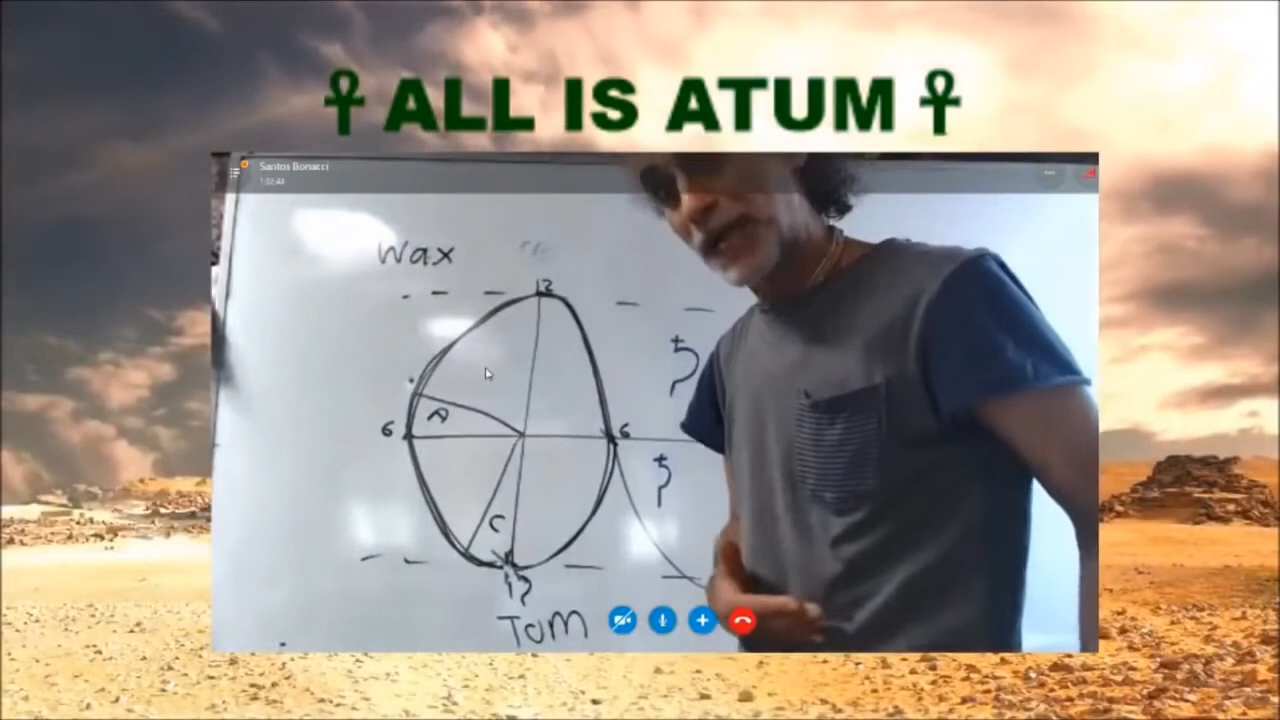 ☥ ALL IS ATUM ☥
Santos Bonacci
Wax
12
A
6
6
C
12
Tom